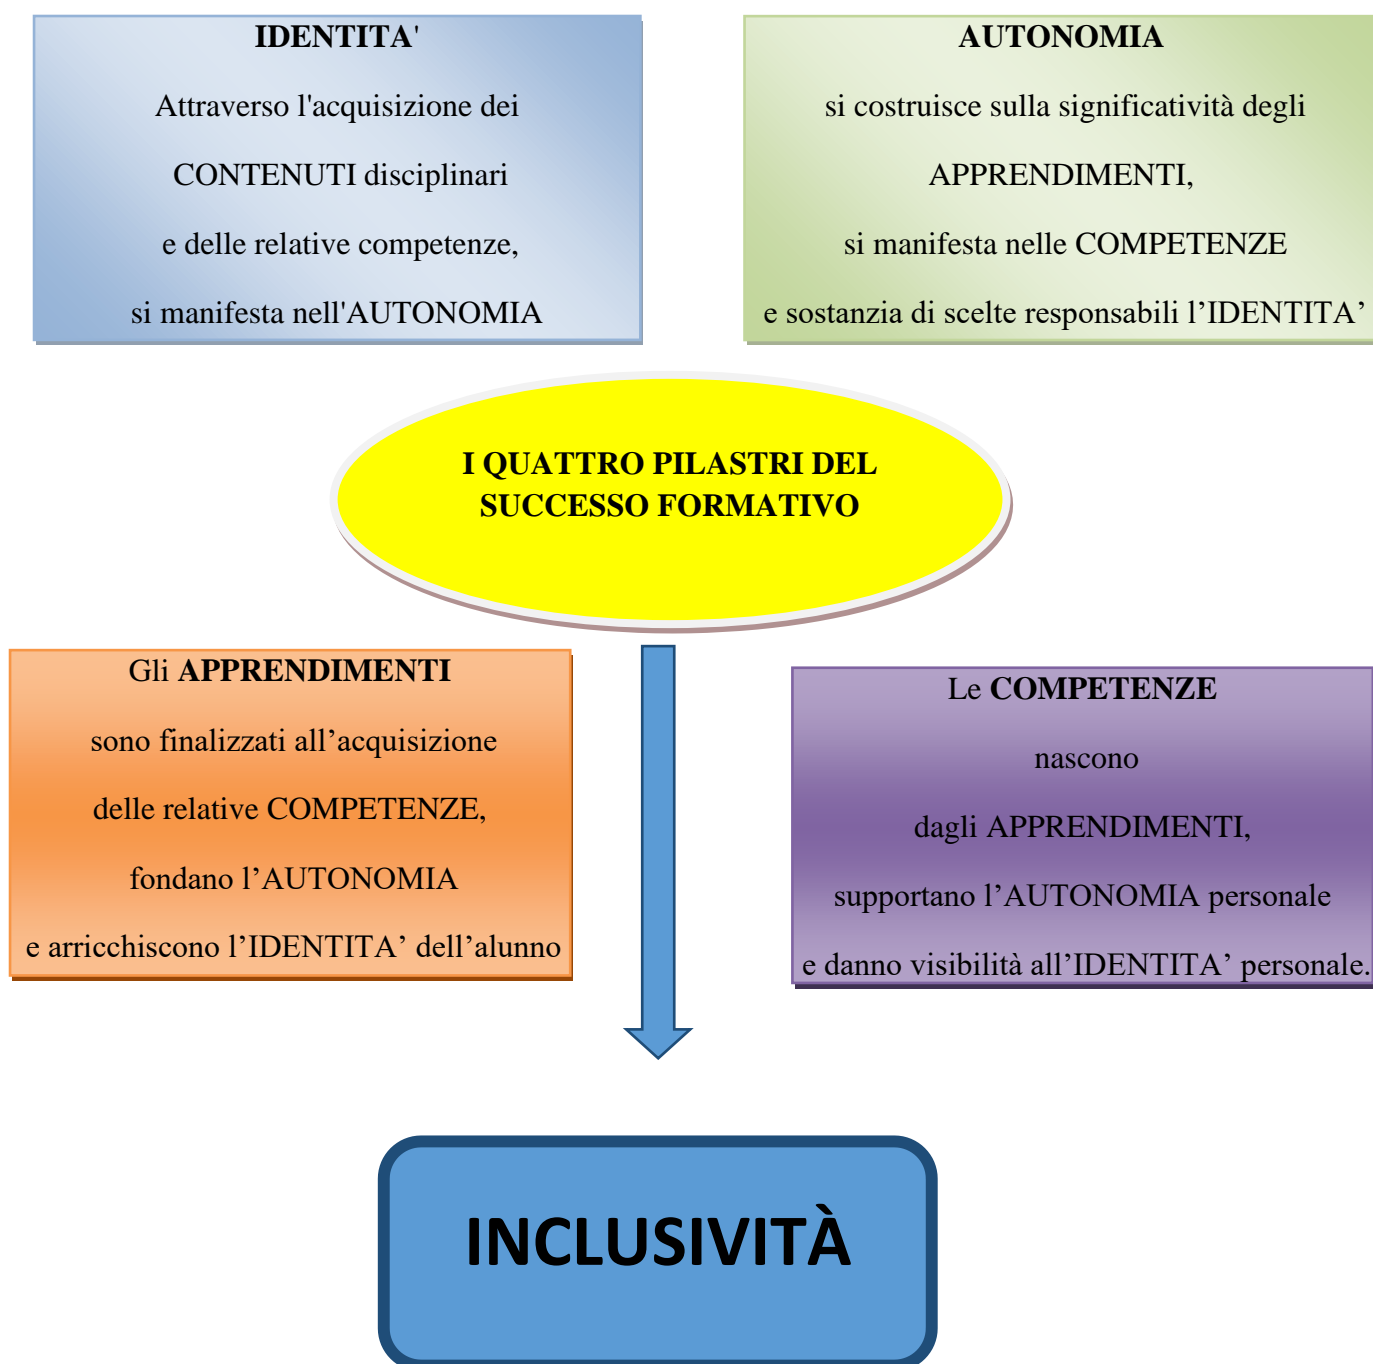 IDENTITA'
Attraverso l'acquisizione dei
CONTENUTI disciplinari
e delle relative competenze,
si manifesta nell'AUTONOMIA
AUTONOMIA
si costruisce sulla significatività degli
APPRENDIMENTI,
si manifesta nelle COMPETENZE
e sostanzia di scelte responsabili l’IDENTITA’
I QUATTRO PILASTRI DEL
SUCCESSO FORMATIVO
Gli APPRENDIMENTI
sono finalizzati all’acquisizione
delle relative COMPETENZE,
fondano l’AUTONOMIA
e arricchiscono l’IDENTITA’ dell’alunno
Le COMPETENZE
nascono
dagli APPRENDIMENTI,
supportano l’AUTONOMIA personale
e danno visibilità all’IDENTITA’ personale.
INCLUSIVITÀ